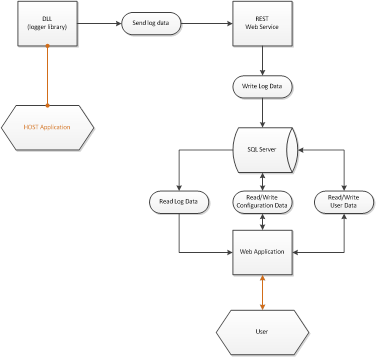 DLL
(logger library)
Send log data
REST
Web Service
HOST Application
Write Log Data
SQL Server
Read Log Data
Read/Write
Configuration Data
Read/Write
User Data
Web Application
User